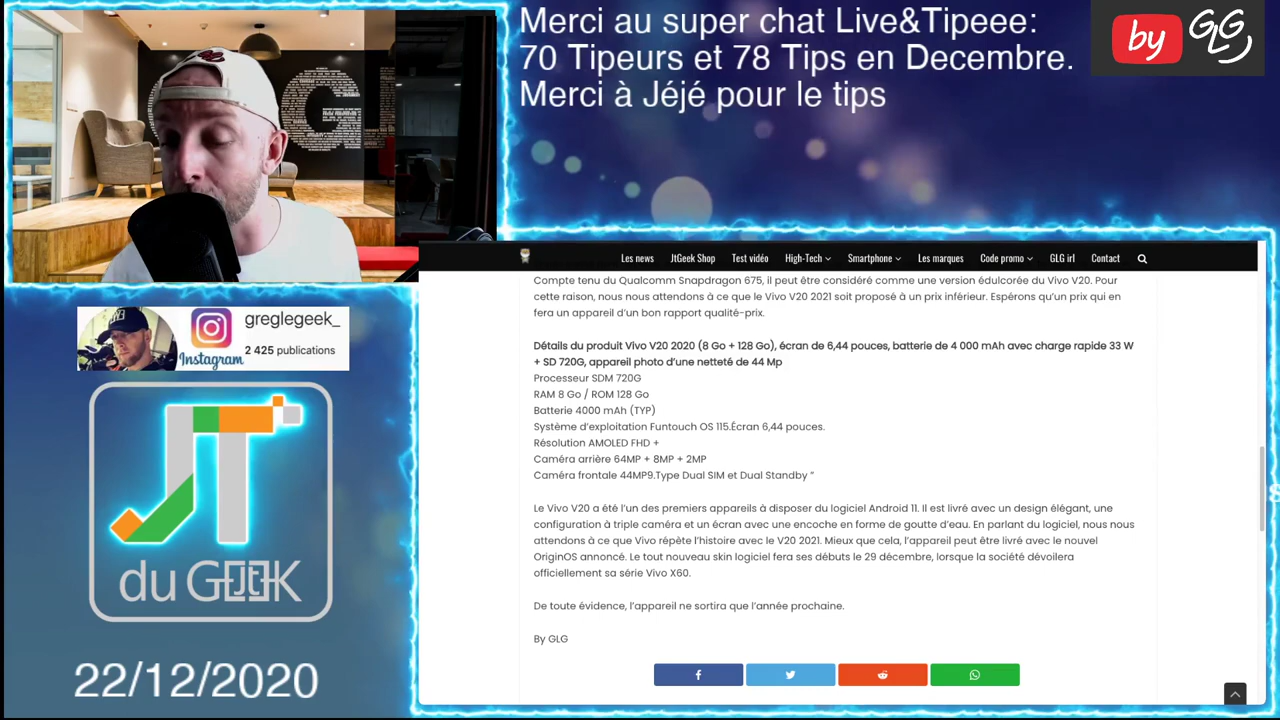 Merci au super chat Live&Tipeee:
70 Tipeurs et 78 Tips en Decembre.
Merci à Jéjé pour le tips
by GLG
Les news JtGeek Shop Test vidéo High-Tech Smartphone Les marques Code promo GLG irl Contact
Compte tenu du Qualcomm Snapdragon 675, il peut être considéré comme une version édulcorée du Vivo V20. Pour
cette raison, nous nous attendons à ce que le Vivo V20 2021 soit proposé à un prix inférieur. Espérons qu’un prix qui en
fera un appareil d’un bon rapport qualité-prix.
Détails du produit Vivo V20 2020 (8 Go + 128 Go), écran de 6,44 pouces, batterie de 4 000 mAh avec charge rapide 33 W
+ SD 720G, appareil photo d’une netteté de 44 Mp
Processeur SDM 720G
RAM 8 Go / ROM 128 Go
Batterie 4000 mAh (TYP)
Système d’exploitation Funtouch OS 115.Écran 6,44 pouces.
Résolution AMOLED FHD +
Caméra arrière 64MP + 8MP + 2MP
Caméra frontale 44MP9.Type Dual SIM et Dual Standby ”
Le Vivo V20 a été l’un des premiers appareils à disposer du logiciel Android 11. Il est livré avec un design élégant, une
configuration à triple caméra et un écran avec une encoche en forme de goutte d’eau. En parlant du logiciel, nous nous
attendons à ce que Vivo répète l’histoire avec le V20 2021. Mieux que cela, l’appareil peut être livré avec le nouvel
OriginOS annoncé. Le tout nouveau skin logiciel fera ses débuts le 29 décembre, lorsque la société dévoilera
officiellement sa série Vivo X60.
De toute évidence, l’appareil ne sortira que l’année prochaine.
By GLG
greglegeek_
Instagram
2 425 publications
JT
du GEEK
22/12/2020